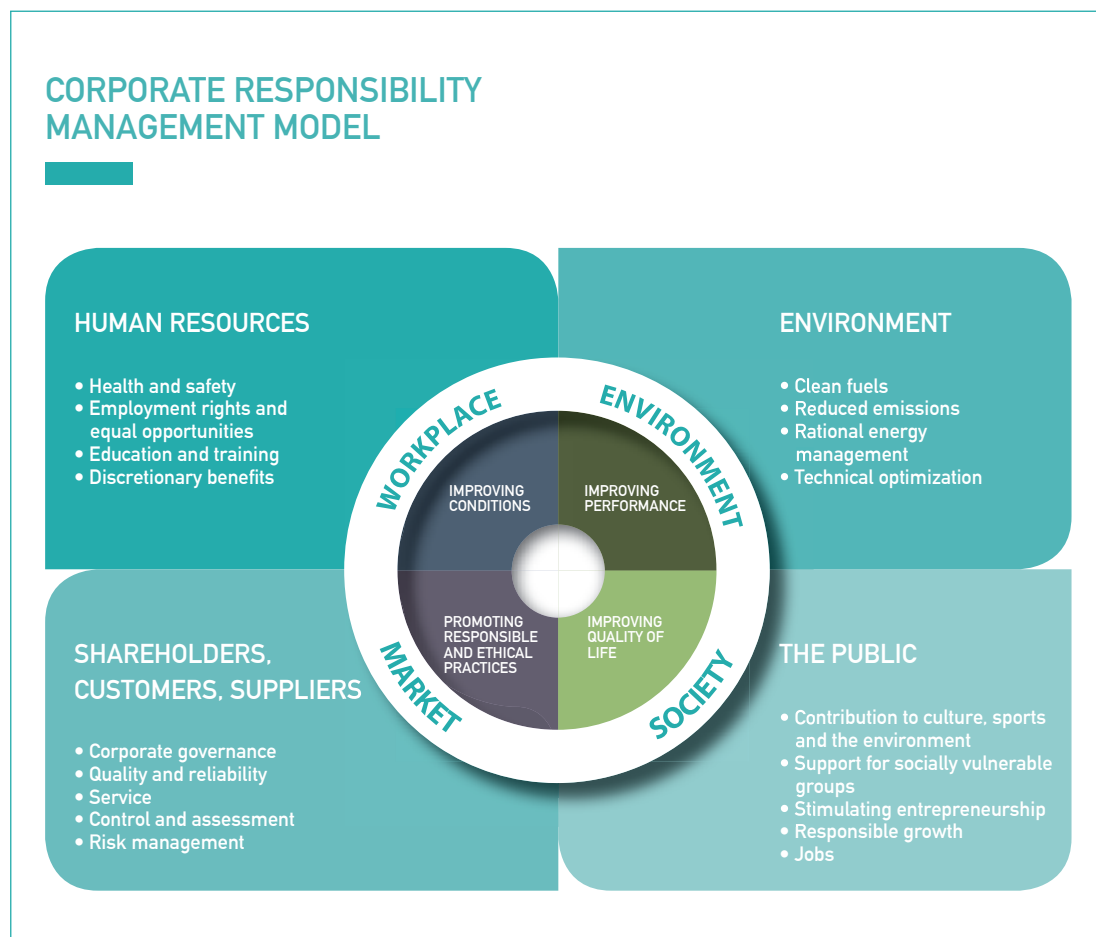 CORPORATE RESPONSIBILITY
MANAGEMENT MODEL
HUMAN RESOURCES
• Health and safety
• Employment rights and
equal opportunities
• Education and training
• Discretionary benefits
ENVIRONMENT
• Clean fuels
• Reduced emissions
• Rational energy
management
• Technical optimization
WORKPLACE
ENVIRONMENT
IMPROVING
CONDITIONS
IMPROVING
PERFORMANCE
PROMOTING
RESPONSIBLE
AND ETHICAL
PRACTICES
IMPROVING
QUALITY OF
LIFE
MARKET
SOCIETY
SHAREHOLDERS,
CUSTOMERS, SUPPLIERS
• Corporate governance
• Quality and reliability
• Service
• Control and assessment
• Risk management
THE PUBLIC
• Contribution to culture, sports
and the environment
• Support for socially vulnerable
groups
• Stimulating entrepreneurship
• Responsible growth
• Jobs